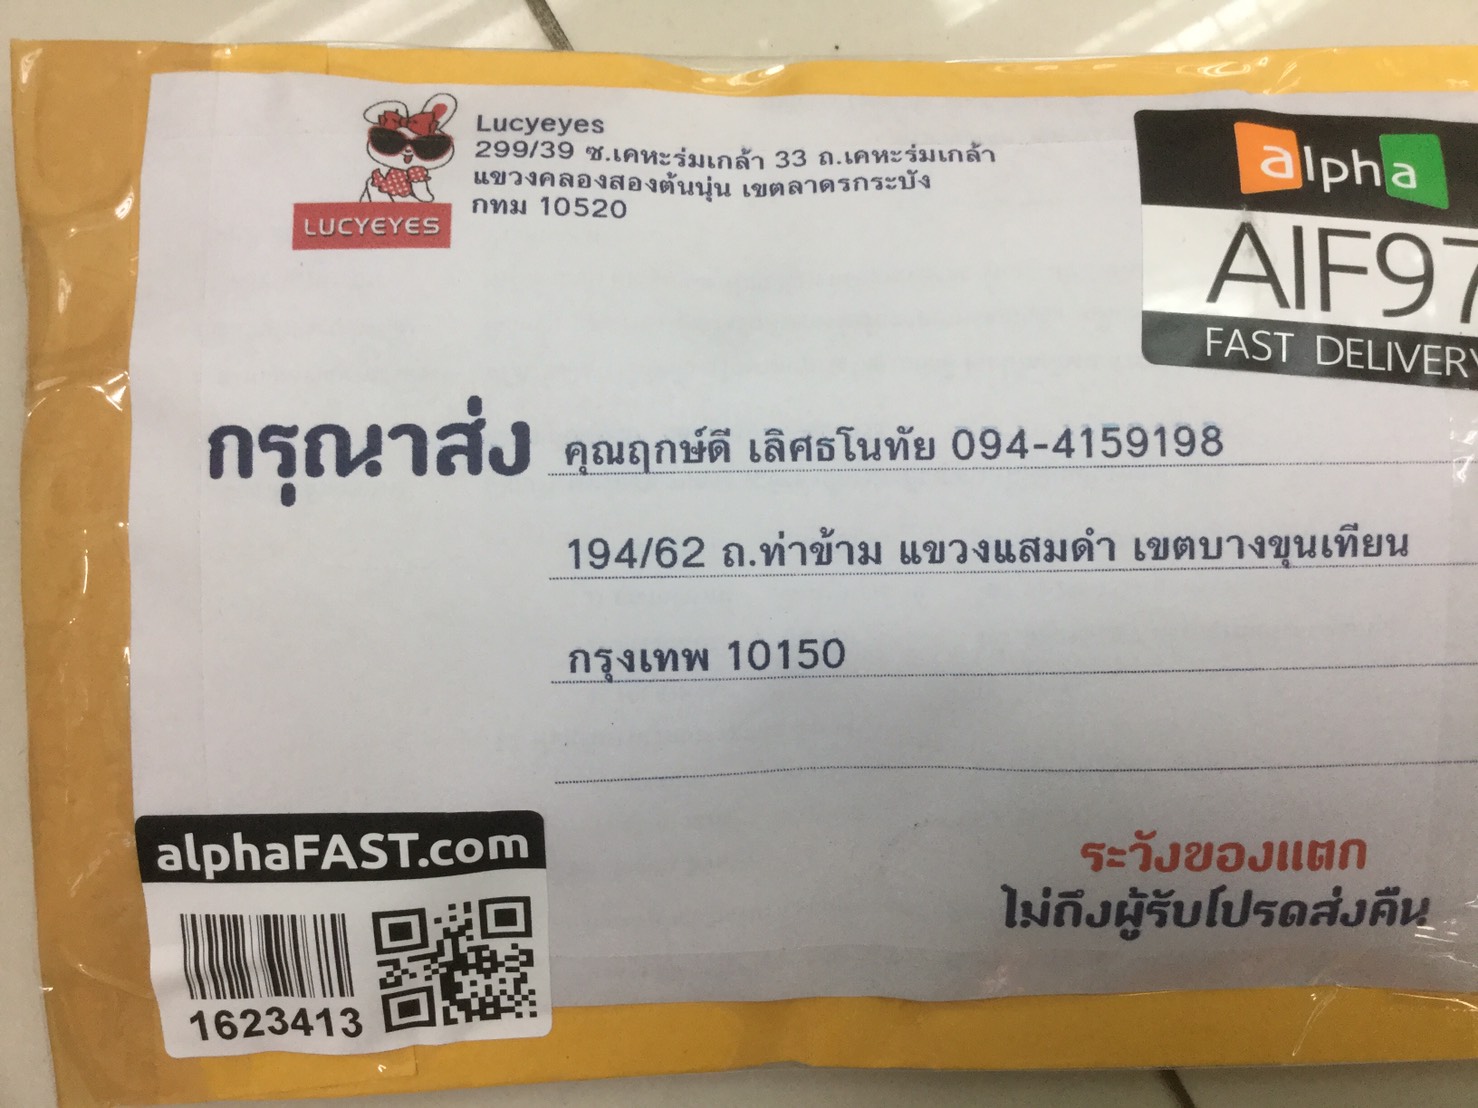 Lucyeyes
299/39 ซ.เคหะร่มเกล้า 33 ถ.เคหะร่มเกล้า
แขวงคลองสองต้นนุ่น เขตลาดรกระบัง
กทม 10520
LUCYEYES
alpha
AIF97
FAST DELIVERY
กรุณาส่ง คุณฤกษ์ดี เลิศธโนทัย 094-4159198
194/62 ถ.ท่าข้าม แขวงแสมดำ เขตบางขุนเทียน
กรุงเทพ 10150
ระวังของแตก
ไม่ถึงผู้รับโปรดส่งคืน
alphaFAST.com
1623413